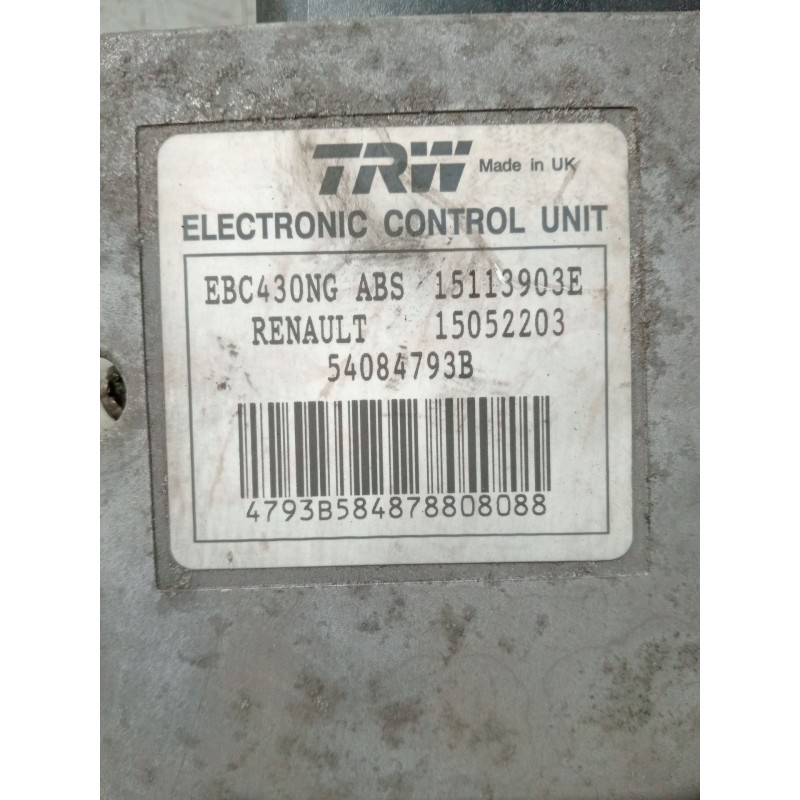 TRW Made in UK
ELECTRONIC CONTROL UNIT
EBC430NG ABS 15113903E
RENAULT 15052203
54084793B
4793B584878808088